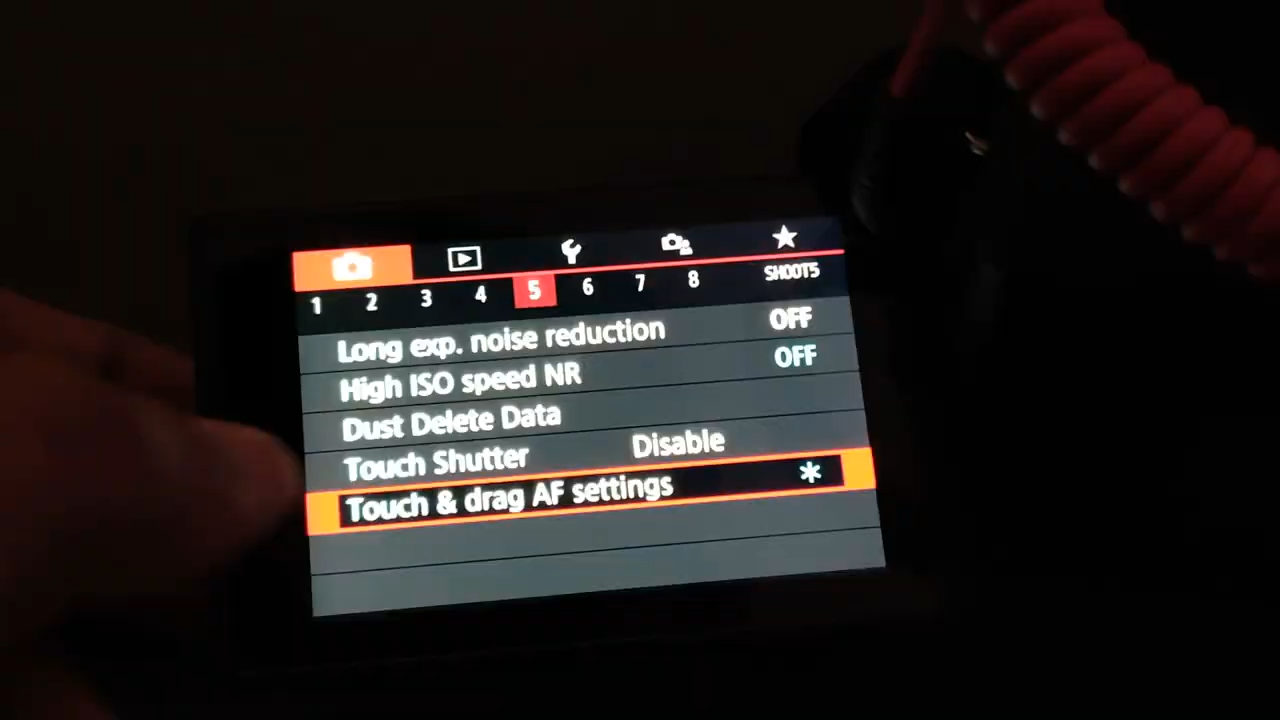 1 2 3 4 5 6 7 8 SHOOT5
Long exp. noise reduction OFF
High ISO speed NR OFF
Dust Delete Data
Touch Shutter Disable
Touch & drag AF settings *